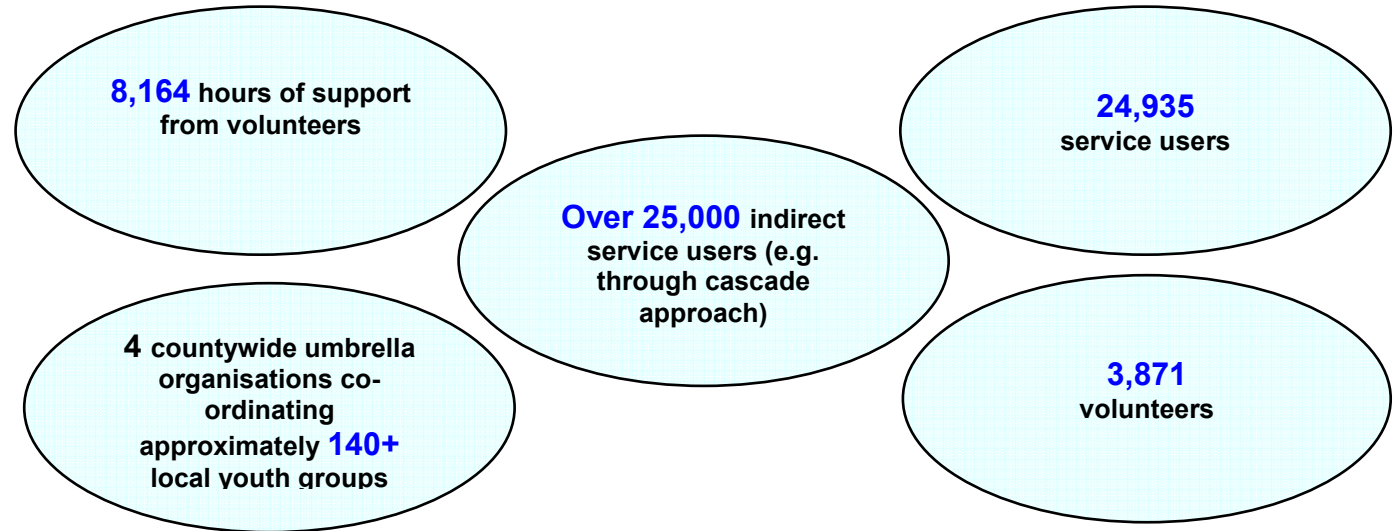 8,164 hours of support
from volunteers
24,935
service users
Over 25,000 indirect
service users (e.g.
through cascade
approach)
4 countywide umbrella
organisations co-
ordinating
approximately 140+
local youth groups
3,871
volunteers